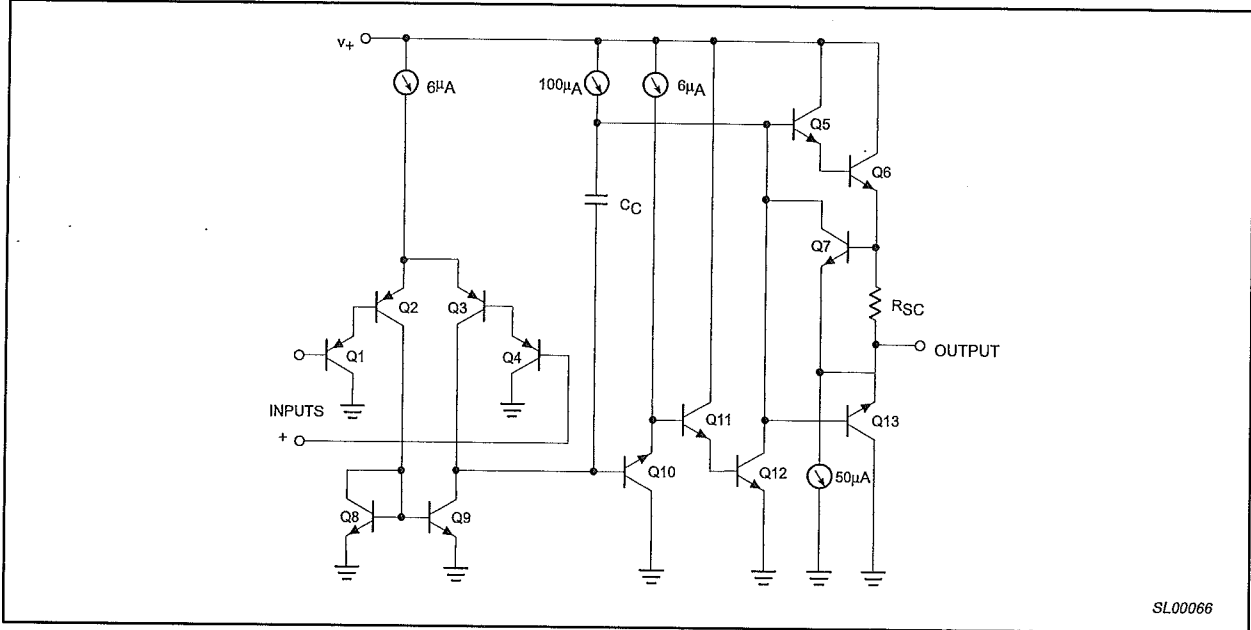 V+
6µA
100µA
6µA
Q5
Q6
CC
Q7
Q2
Q3
RSC
Q1
Q4
OUTPUT
INPUTS
Q11
Q13
+
Q10
Q12
50µA
Q8
Q9
SL00066